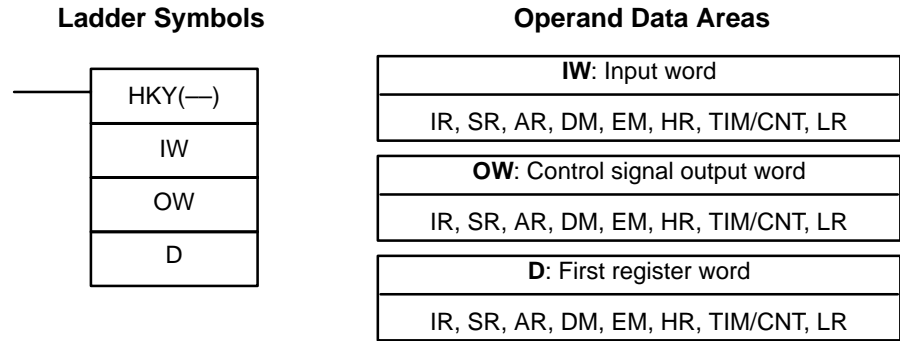 Ladder Symbols
HKY(––)
IW
OW
D
Operand Data Areas
IW: Input word
IR, SR, AR, DM, EM, HR, TIM/CNT, LR
OW: Control signal output word
IR, SR, AR, DM, EM, HR, TIM/CNT, LR
D: First register word
IR, SR, AR, DM, EM, HR, TIM/CNT, LR